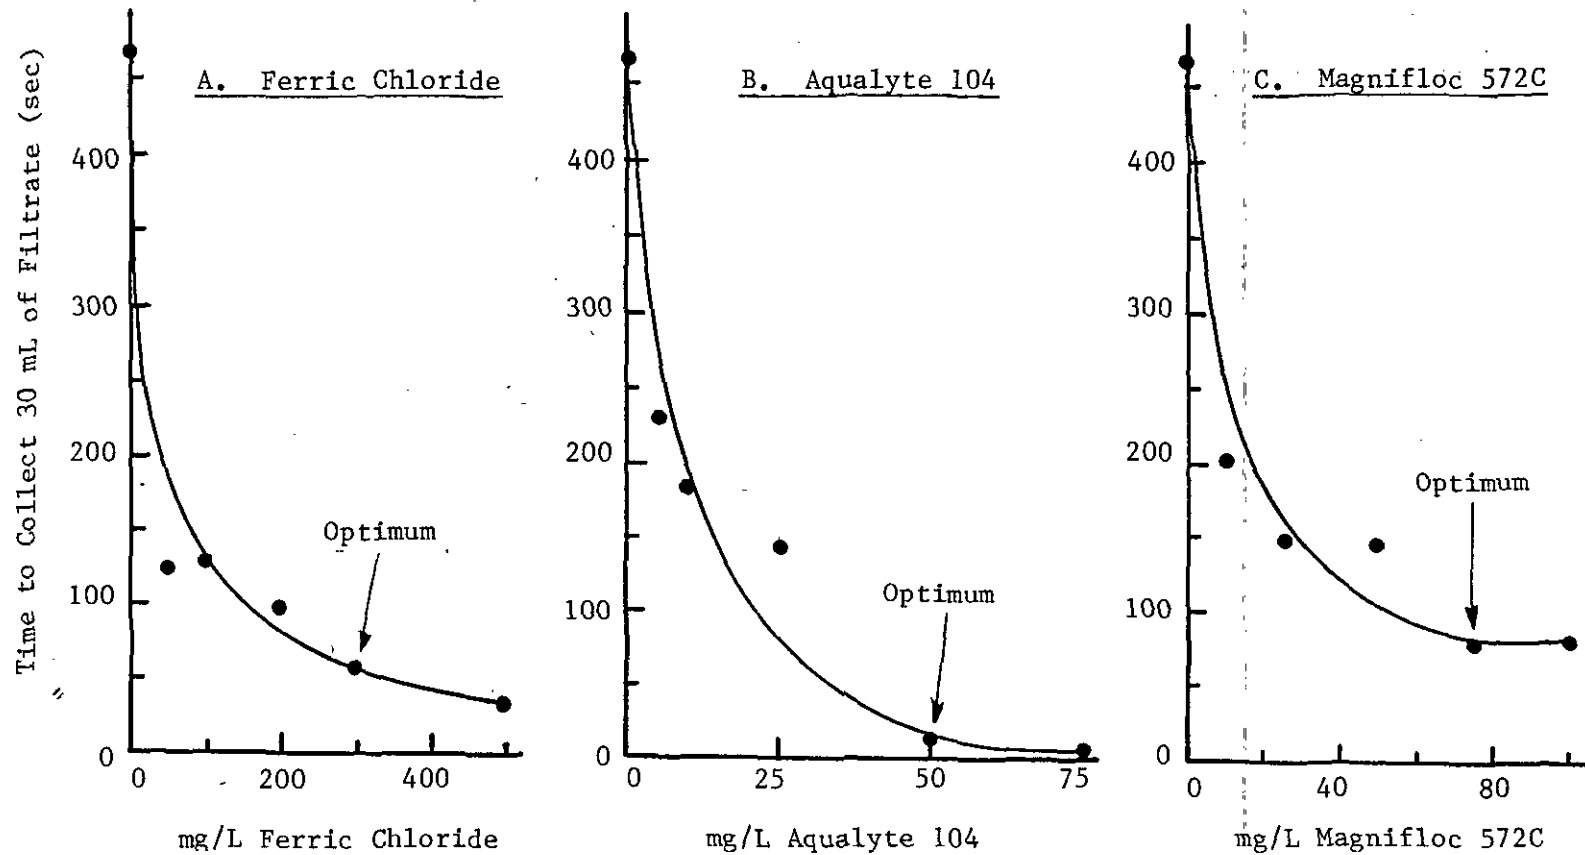 Time to Collect 30 mL of Filtrate (sec)
A. Ferric Chloride
400
300
200
100
0
Optimum
0 200 400
mg/L Ferric Chloride
B. Aqualyte 104
400
300
200
100
0
Optimum
0 25 50 75
mg/L Aqualyte 104
C. Magnifloc 572C
400
300
200
100
0
Optimum
0 40 80
mg/L Magnifloc 572C